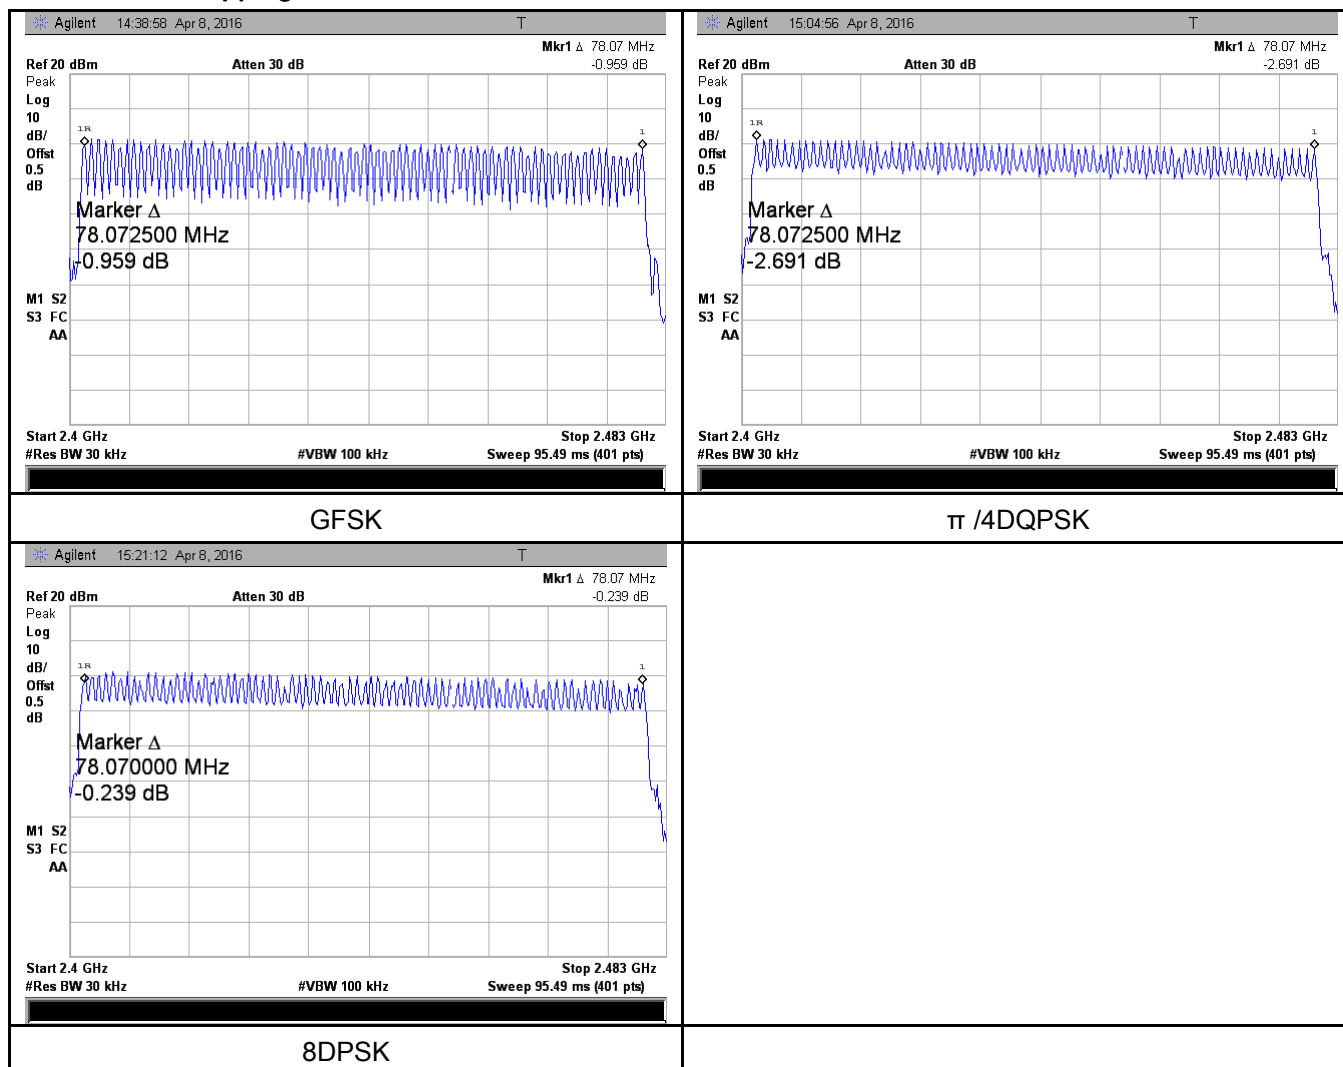 Agilent 14:38:58 Apr 8, 2016 T
Mkr1 Δ 78.07 MHz
Ref 20 dBm Atten 30 dB -0.959 dB
Peak
Log
10
dB/
Offst
0.5
dB
1R
1
Marker Δ
78.072500 MHz
-0.959 dB
M1 S2
S3 FC
AA
Start 2.4 GHz Stop 2.483 GHz
#Res BW 30 kHz #VBW 100 kHz Sweep 95.49 ms (401 pts)
GFSK
Agilent 15:04:56 Apr 8, 2016 T
Mkr1 Δ 78.07 MHz
Ref 20 dBm Atten 30 dB -2.691 dB
Peak
Log
10
dB/
Offst
0.5
dB
1R
1
Marker Δ
78.072500 MHz
-2.691 dB
M1 S2
S3 FC
AA
Start 2.4 GHz Stop 2.483 GHz
#Res BW 30 kHz #VBW 100 kHz Sweep 95.49 ms (401 pts)
π /4DQPSK
Agilent 15:21:12 Apr 8, 2016 T
Mkr1 Δ 78.07 MHz
Ref 20 dBm Atten 30 dB -0.239 dB
Peak
Log
10
dB/
Offst
0.5
dB
1R
1
Marker Δ
78.070000 MHz
-0.239 dB
M1 S2
S3 FC
AA
Start 2.4 GHz Stop 2.483 GHz
#Res BW 30 kHz #VBW 100 kHz Sweep 95.49 ms (401 pts)
8DPSK